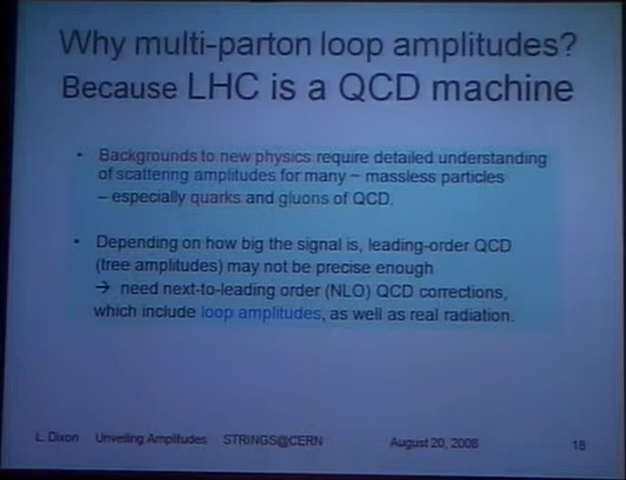 Why multi-parton loop amplitudes?
Because LHC is a QCD machine
• Backgrounds to new physics require detailed understanding
of scattering amplitudes for many ~ massless particles
– especially quarks and gluons of QCD.
• Depending on how big the signal is, leading-order QCD
(tree amplitudes) may not be precise enough
→ need next-to-leading order (NLO) QCD corrections,
which include loop amplitudes, as well as real radiation.
L. Dixon Unveiling Amplitudes STRINGS@CERN August 20, 2008 18